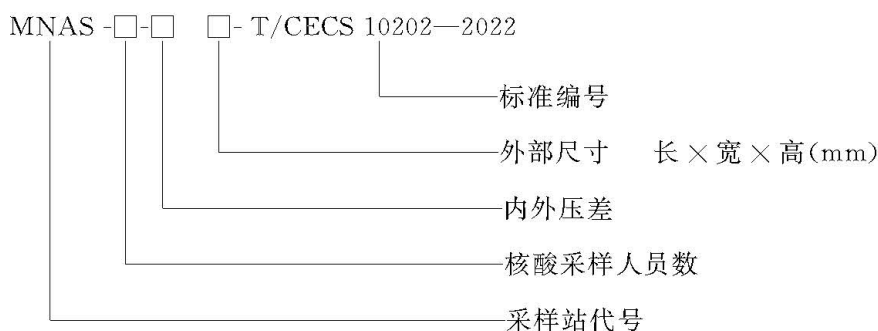 MNAS-□-□ □-T/CECS 10202—2022
标准编号
外部尺寸 长×宽×高(mm)
内外压差
核酸采样人员数
采样站代号